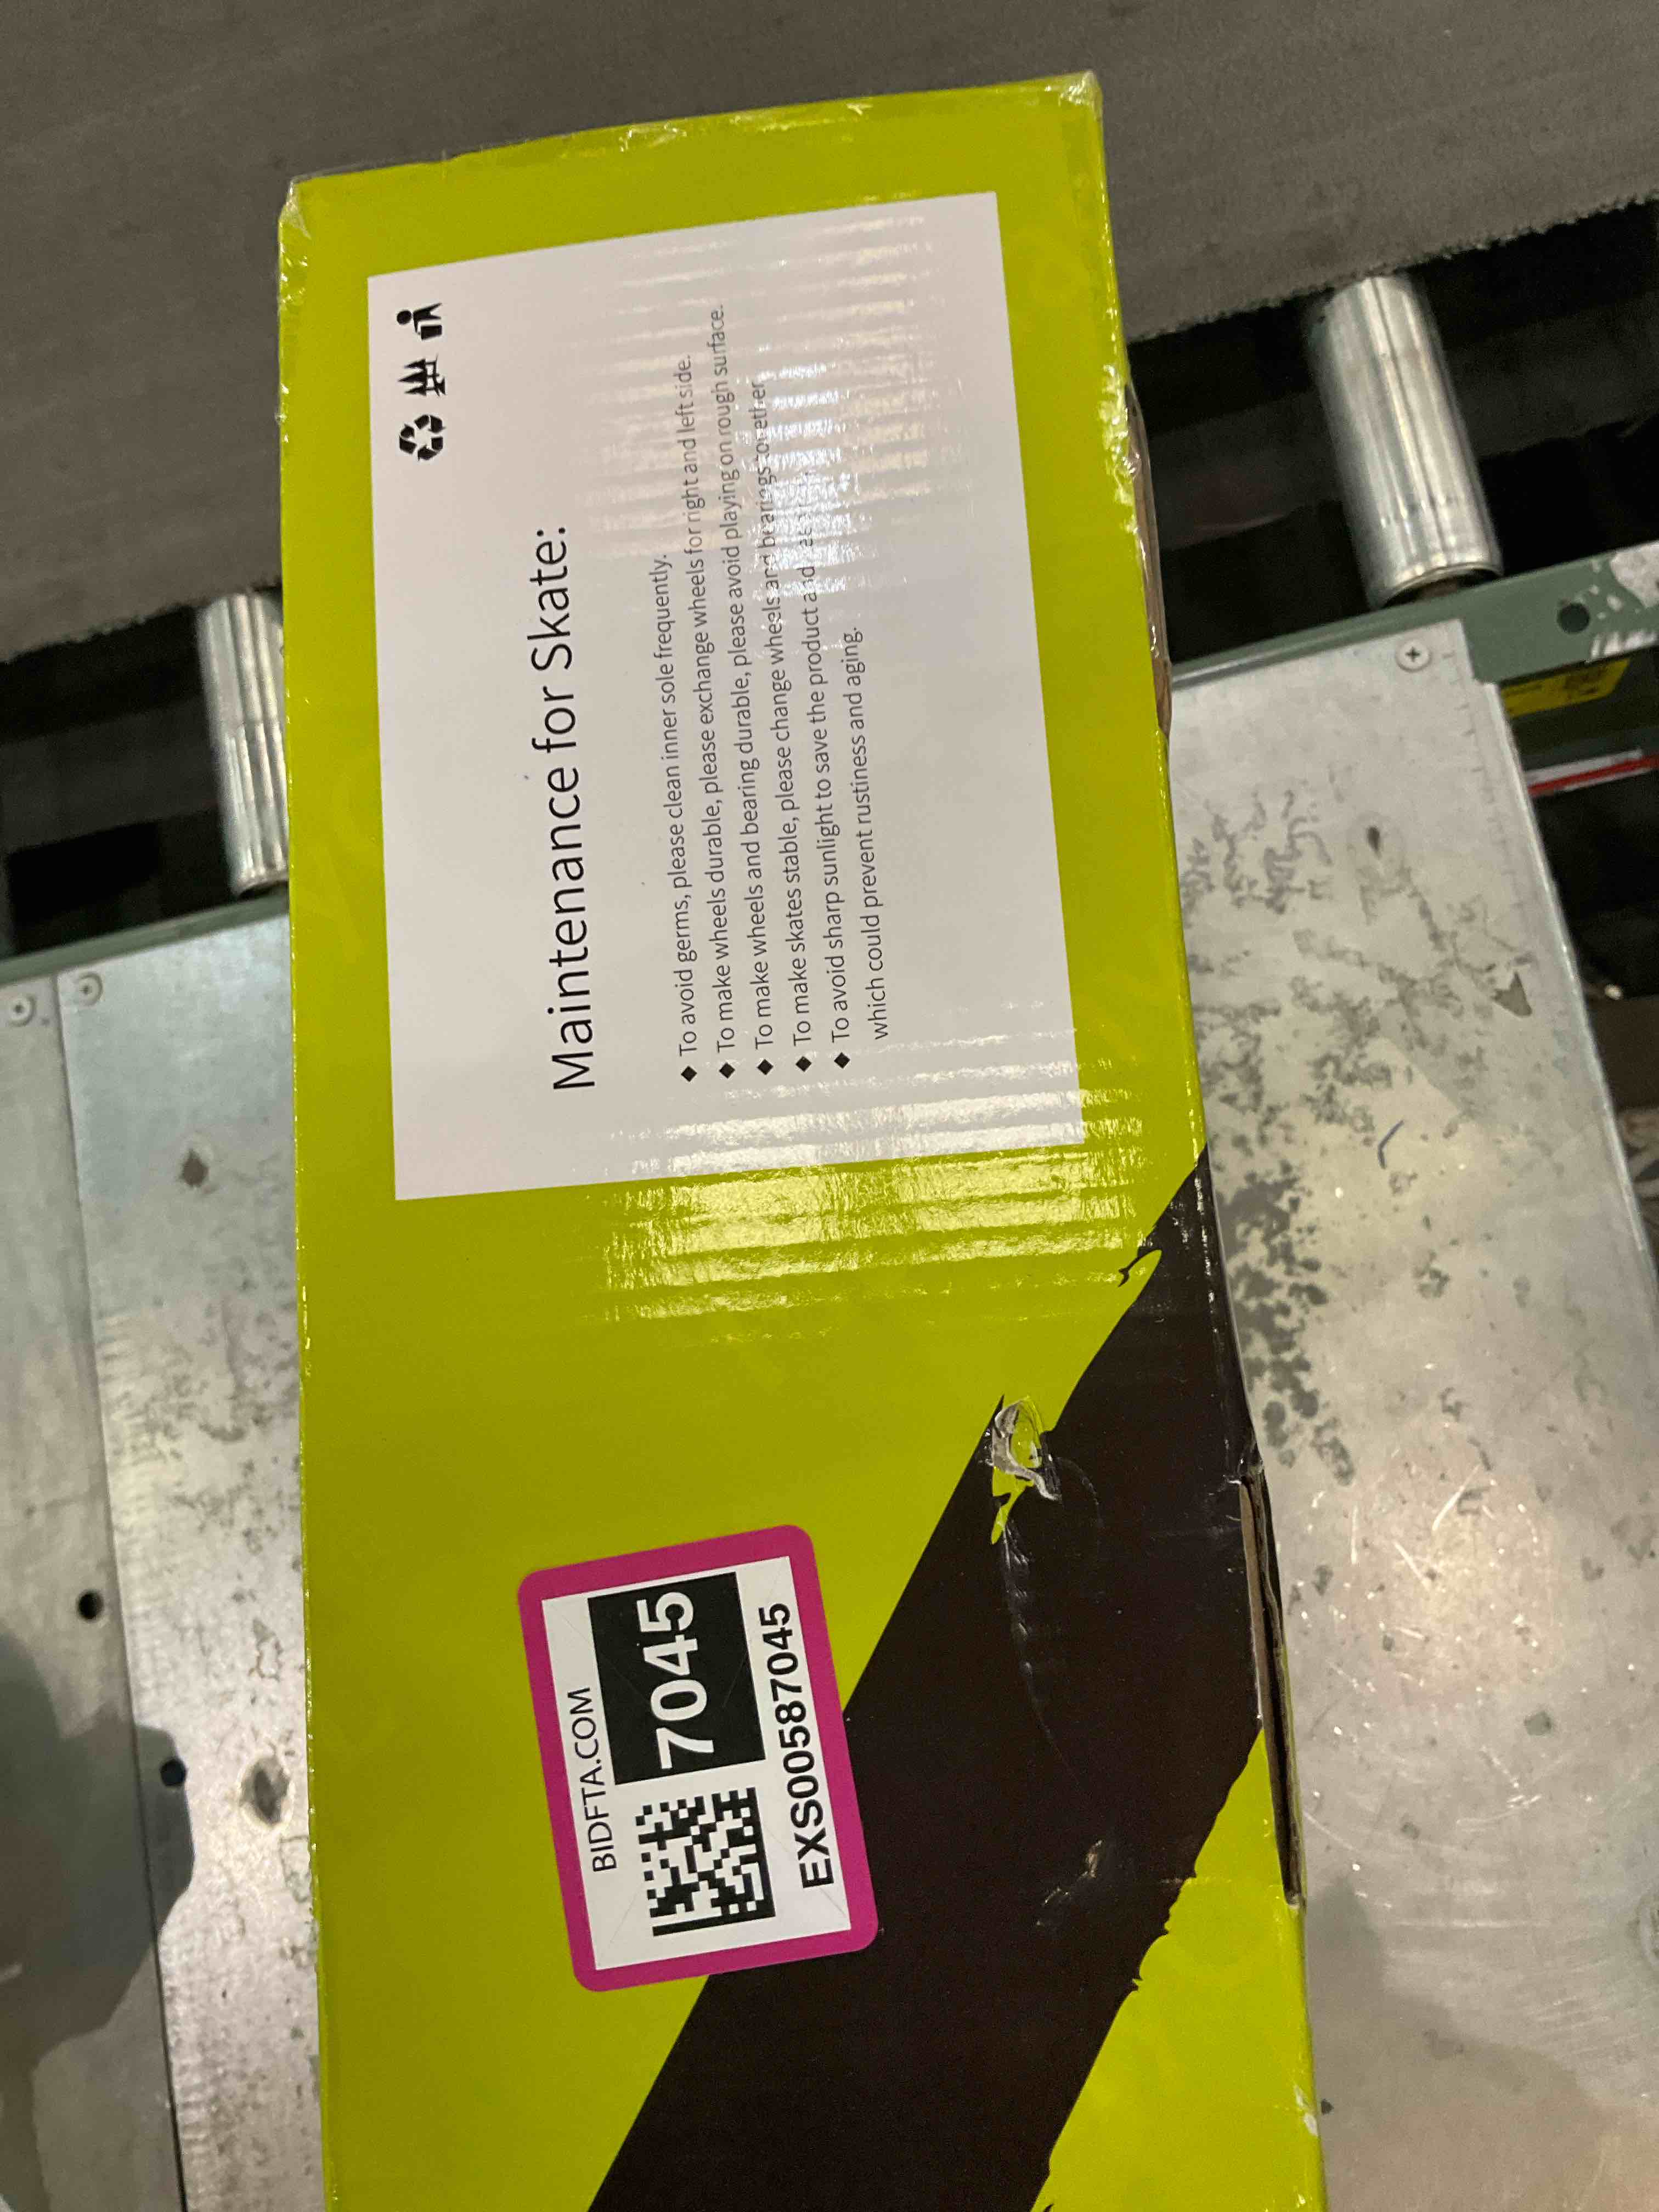 Maintenance for Skate:
◆ To avoid germs, please clean inner sole frequently.
◆ To make wheels durable, please exchange wheels for right and left side.
◆ To make wheels and bearing durable, please avoid playing on rough surface.
◆ To make skates stable, please change wheels and bearings together
◆ To avoid sharp sunlight to save the product and
which could prevent rustiness and aging.
BIDFTA.COM
7045
EXS00587045